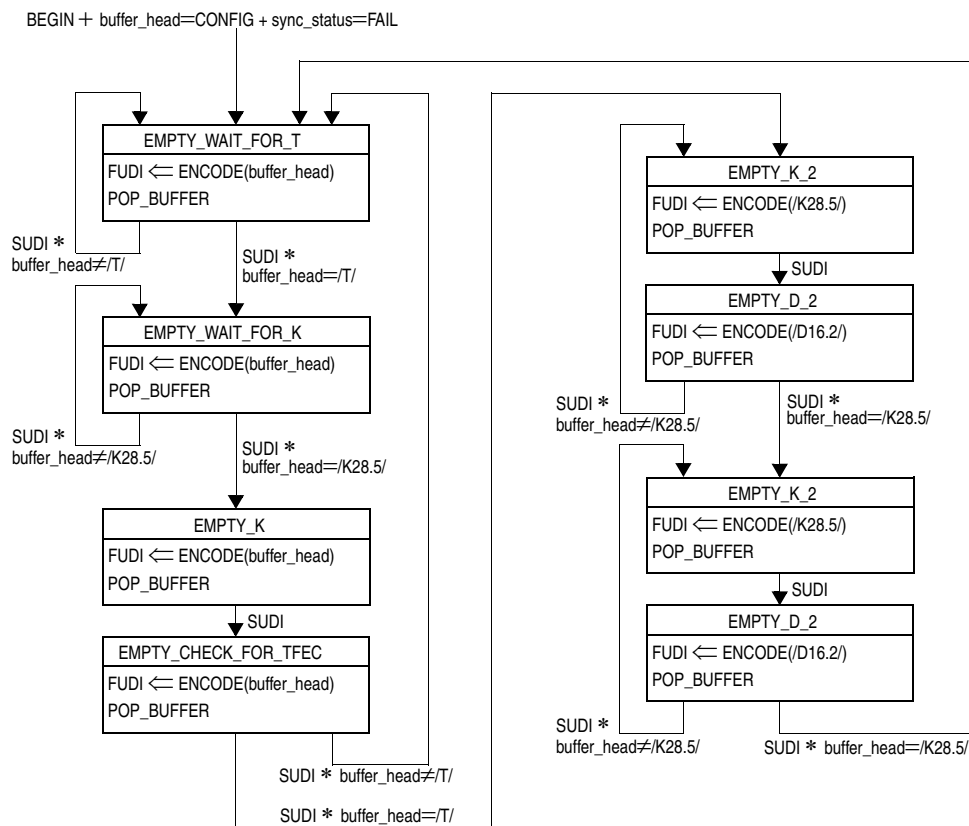 BEGIN + buffer_head=CONFIG + sync_status=FAIL
EMPTY_WAIT_FOR_T
FUDI ⇐ ENCODE(buffer_head)
POP_BUFFER
SUDI *
buffer_head≠/T/
SUDI *
buffer_head=/T/
EMPTY_WAIT_FOR_K
FUDI ⇐ ENCODE(buffer_head)
POP_BUFFER
SUDI *
buffer_head≠/K28.5/
SUDI *
buffer_head=/K28.5/
EMPTY_K
FUDI ⇐ ENCODE(buffer_head)
POP_BUFFER
SUDI
EMPTY_CHECK_FOR_TFEC
FUDI ⇐ ENCODE(buffer_head)
POP_BUFFER
SUDI * buffer_head≠/T/
SUDI * buffer_head=/T/
EMPTY_K_2
FUDI ⇐ ENCODE(/K28.5/)
POP_BUFFER
SUDI
EMPTY_D_2
FUDI ⇐ ENCODE(/D16.2/)
POP_BUFFER
SUDI *
buffer_head≠/K28.5/
SUDI *
buffer_head=/K28.5/
EMPTY_K_2
FUDI ⇐ ENCODE(/K28.5/)
POP_BUFFER
SUDI
EMPTY_D_2
FUDI ⇐ ENCODE(/D16.2/)
POP_BUFFER
SUDI *
buffer_head≠/K28.5/
SUDI * buffer_head=/K28.5/